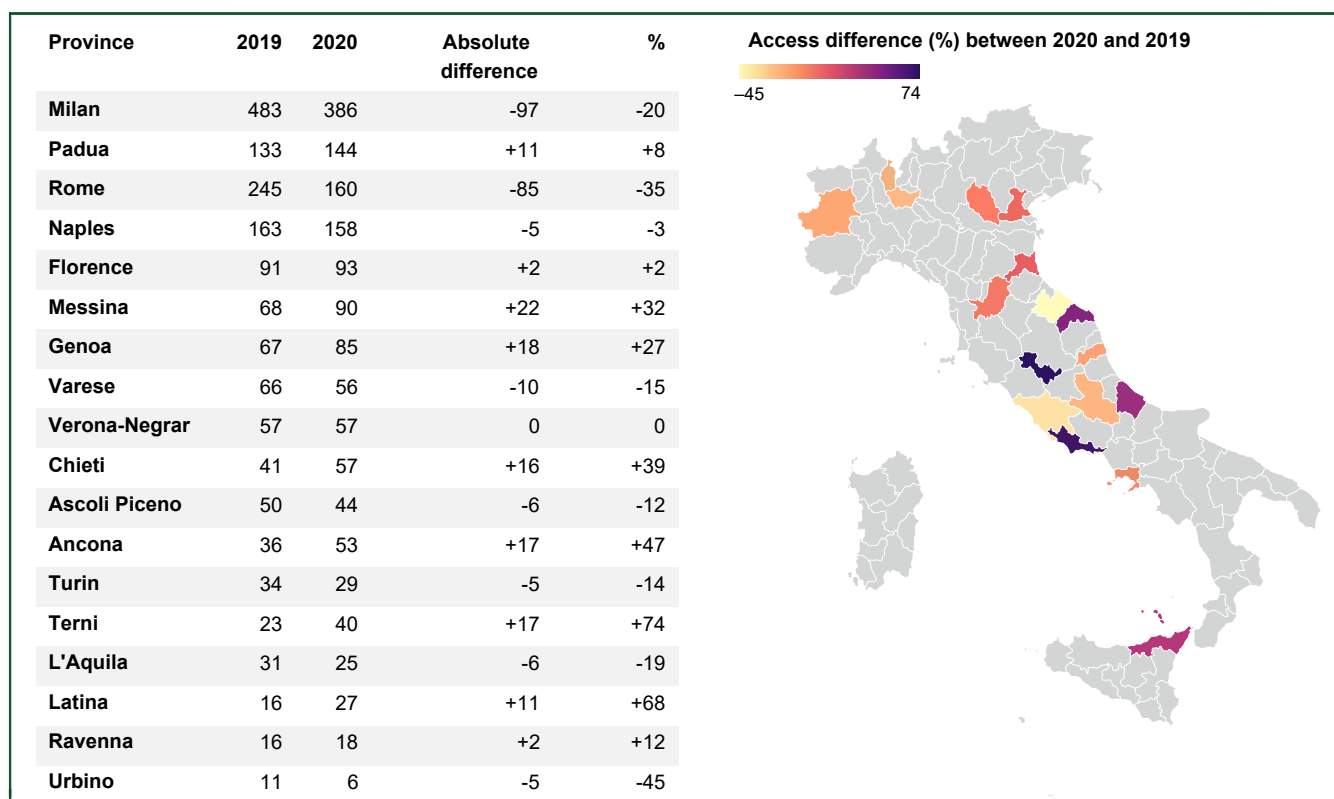 Province 2019 2020 Absolute difference %
Milan 483 386 -97 -20
Padua 133 144 +11 +8
Rome 245 160 -85 -35
Naples 163 158 -5 -3
Florence 91 93 +2 +2
Messina 68 90 +22 +32
Genoa 67 85 +18 +27
Varese 66 56 -10 -15
Verona-Negrar 57 57 0 0
Chieti 41 57 +16 +39
Ascoli Piceno 50 44 -6 -12
Ancona 36 53 +17 +47
Turin 34 29 -5 -14
Terni 23 40 +17 +74
L'Aquila 31 25 -6 -19
Latina 16 27 +11 +68
Ravenna 16 18 +2 +12
Urbino 11 6 -5 -45
Access difference (%) between 2020 and 2019
–45 74